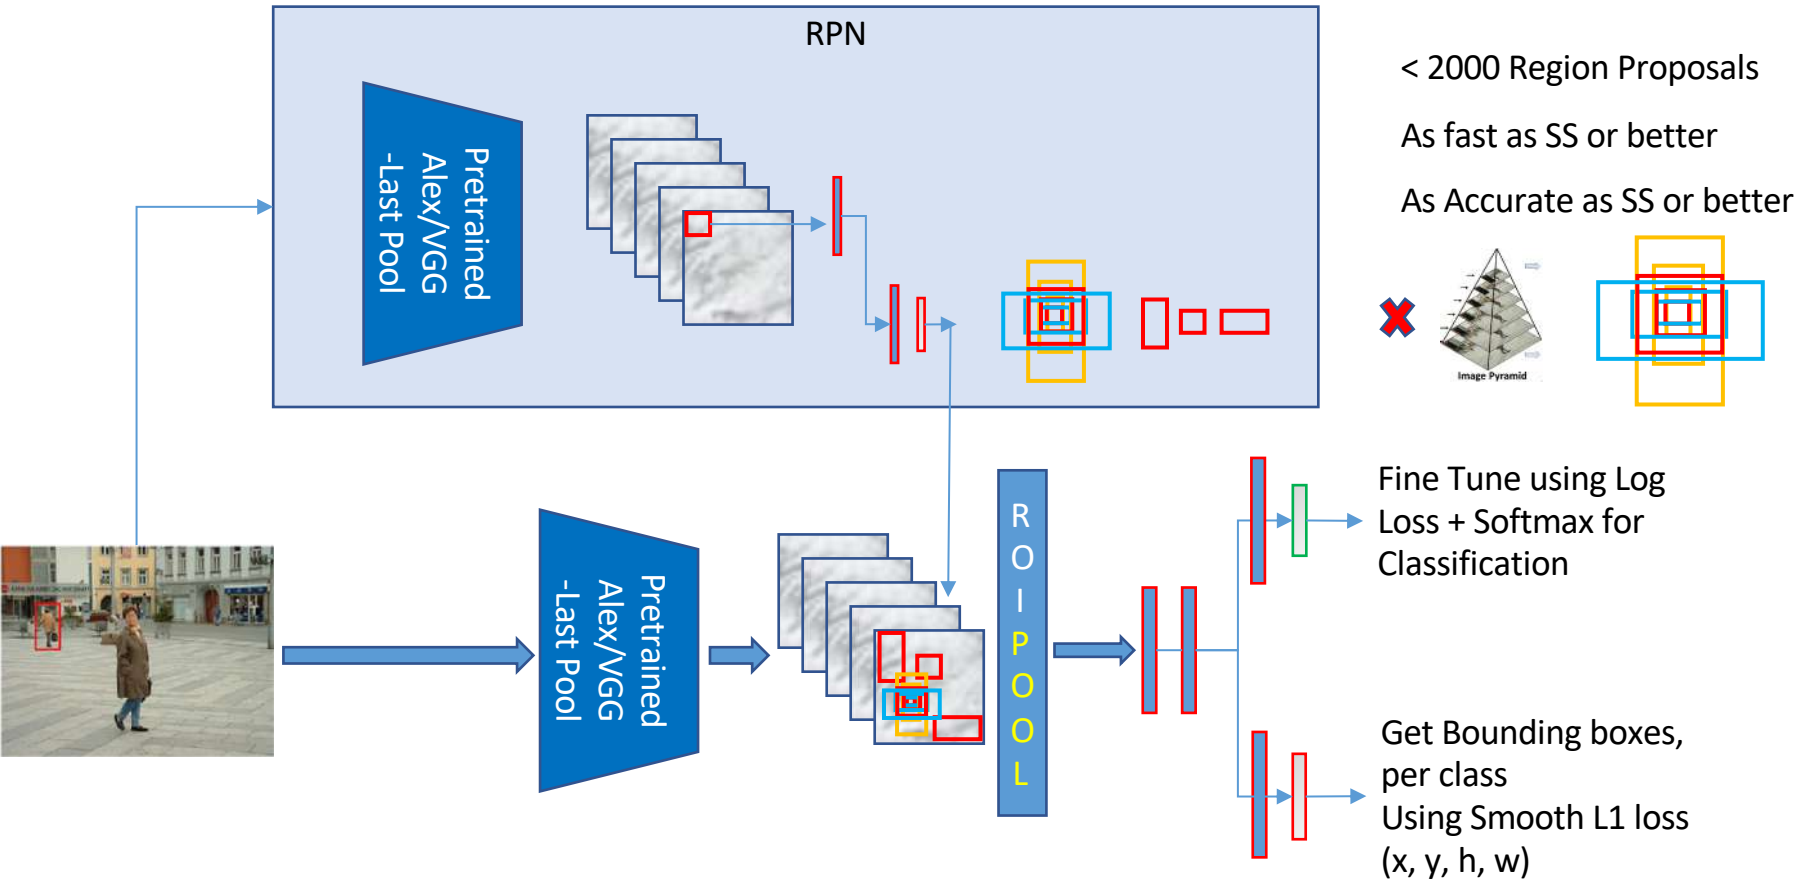 RPN
< 2000 Region Proposals
As fast as SS or better
As Accurate as SS or better
Pretrained
Alex/VGG
-Last Pool
Image Pyramid
Pretrained
Alex/VGG
-Last Pool
ROI POOL
Fine Tune using Log
Loss + Softmax for
Classification
Get Bounding boxes,
per class
Using Smooth L1 loss
(x, y, h, w)